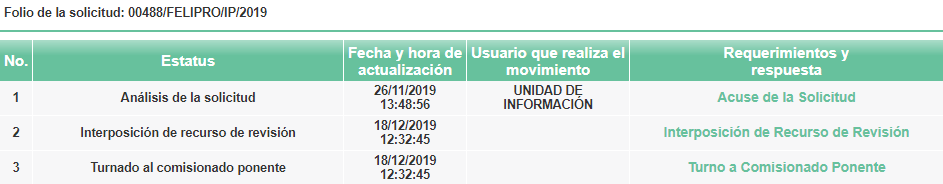 Folio de la solicitud: 00488/FELIPRO/IP/2019
No. Estatus Fecha y hora de actualización Usuario que realiza el movimiento Requerimientos y respuesta
1 Análisis de la solicitud 26/11/2019 13:48:56 UNIDAD DE INFORMACIÓN Acuse de la Solicitud
2 Interposición de recurso de revisión 18/12/2019 12:32:45 Interposición de Recurso de Revisión
3 Turnado al comisionado ponente 18/12/2019 12:32:45 Turno a Comisionado Ponente